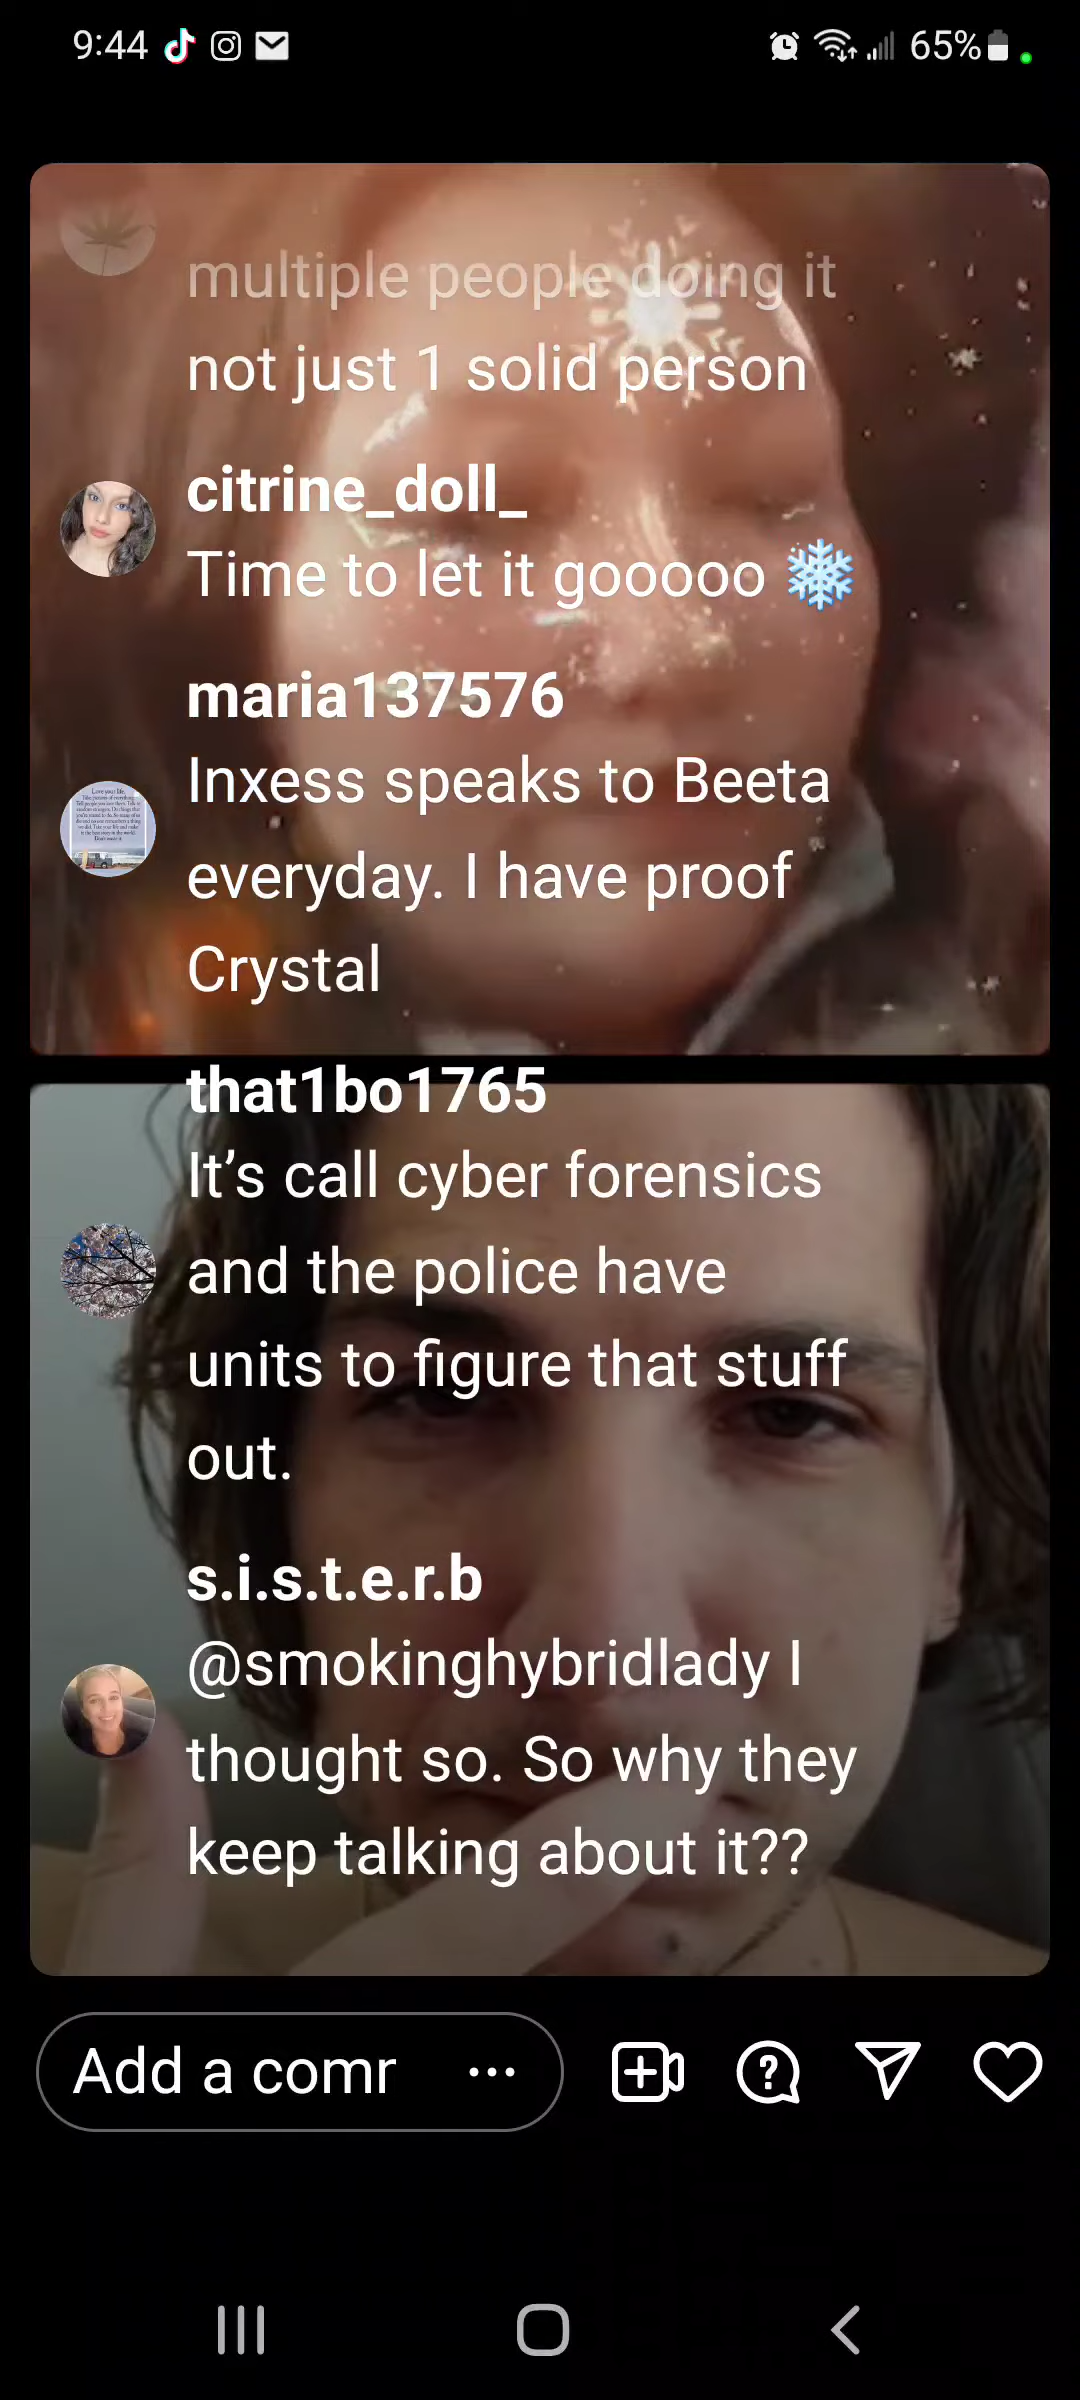 9:44
65%
multiple people doing it
not just 1 solid person
citrine_doll_
Time to let it gooooo ❄️
maria137576
Inxess speaks to Beeta
everyday. I have proof
Crystal
that1bo1765
It’s call cyber forensics
and the police have
units to figure that stuff
out.
s.i.s.t.e.r.b
@smokinghybridlady I
thought so. So why they
keep talking about it??
Add a comr